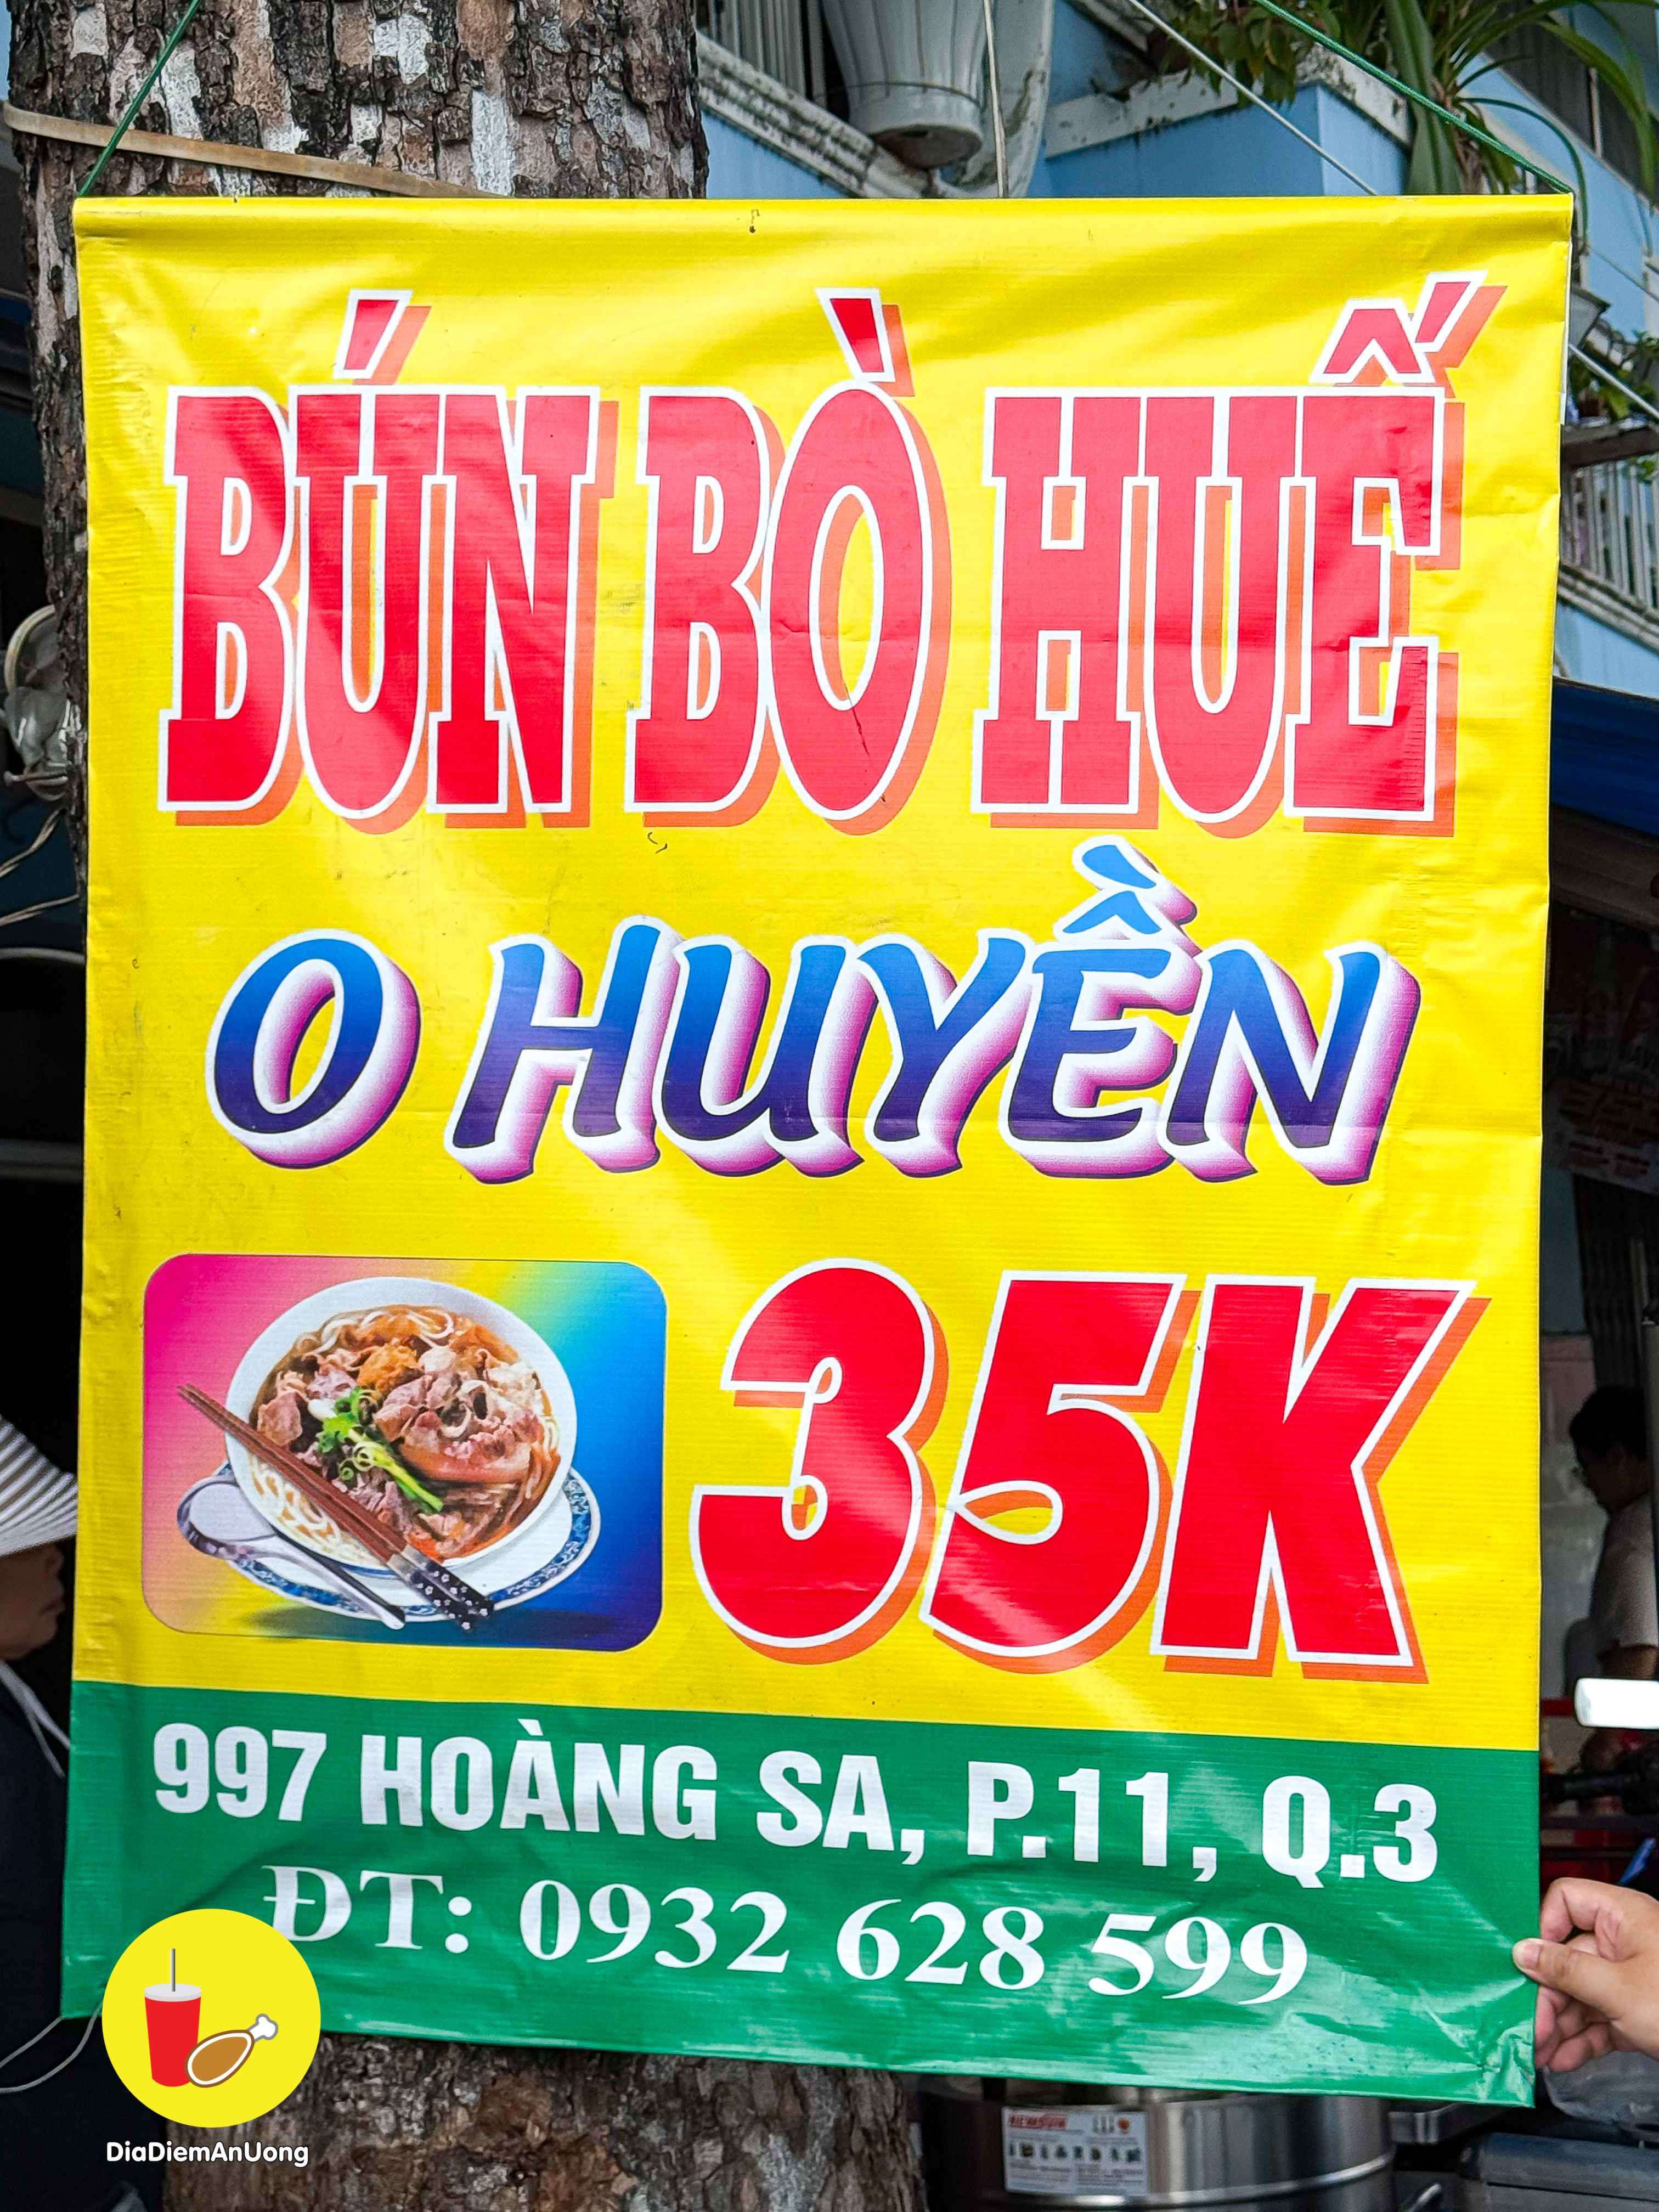 BÚN BÒ HUẾ
O HUYỀN
35K
997 HOÀNG SA, P.11, Q.3
ĐT: 0932 628 599
DiaDiemAnUong